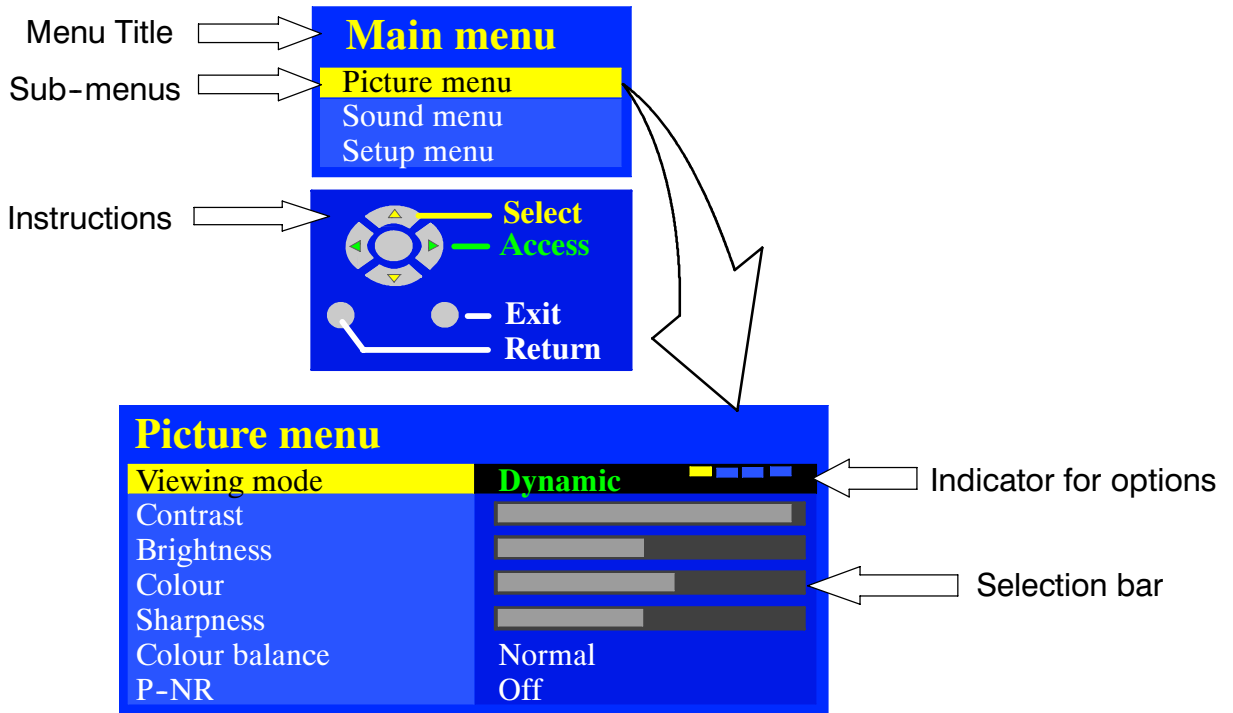 Menu Title
Main menu
Sub-menus
Picture menu
Sound menu
Setup menu
Instructions
Select
Access
Exit
Return
Picture menu
Viewing mode Dynamic
Indicator for options
Contrast
Brightness
Colour
Selection bar
Sharpness
Colour balance Normal
P-NR Off